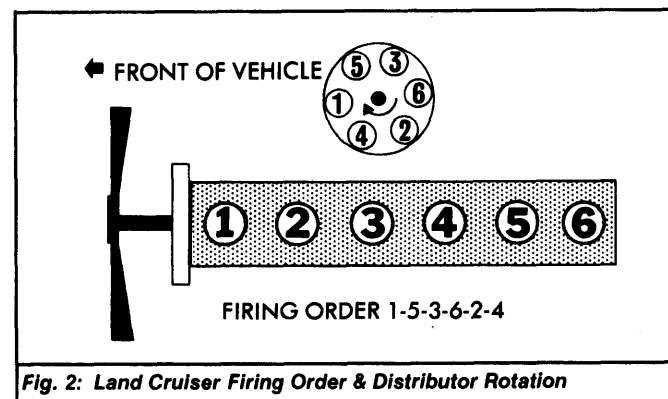 FRONT OF VEHICLE
5 3
1 6
4 2
1 2 3 4 5 6
FIRING ORDER 1-5-3-6-2-4
Fig. 2: Land Cruiser Firing Order & Distributor Rotation